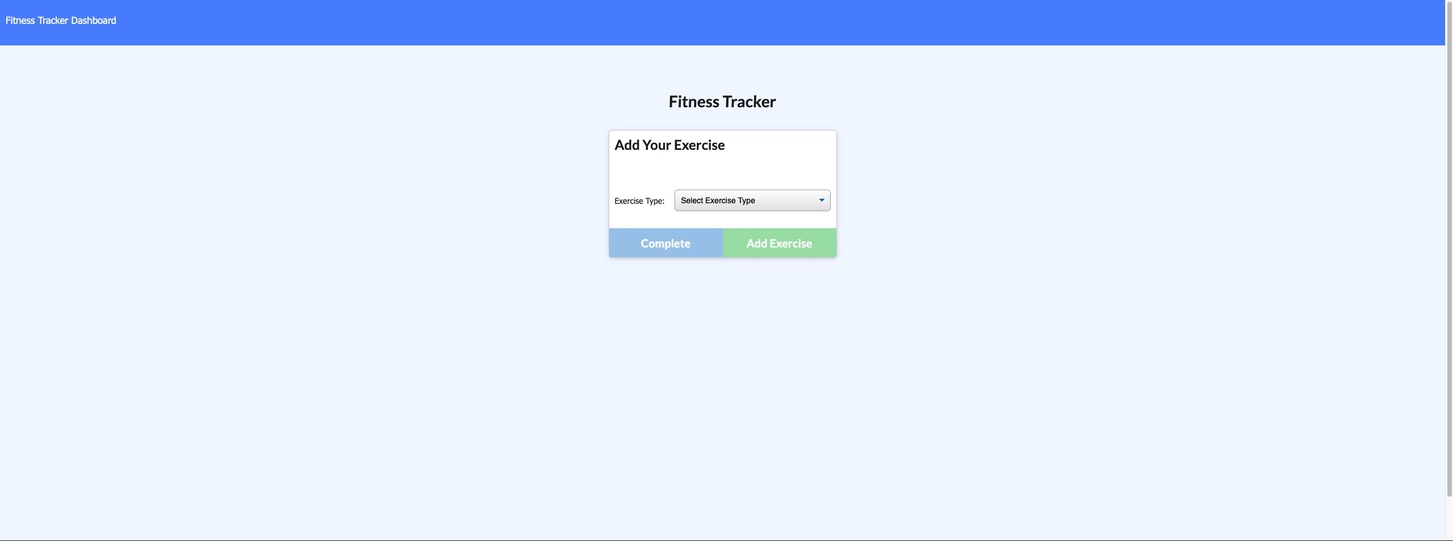 Fitness Tracker Dashboard
Fitness Tracker
Add Your Exercise
Exercise Type: Select Exercise Type
Complete Add Exercise